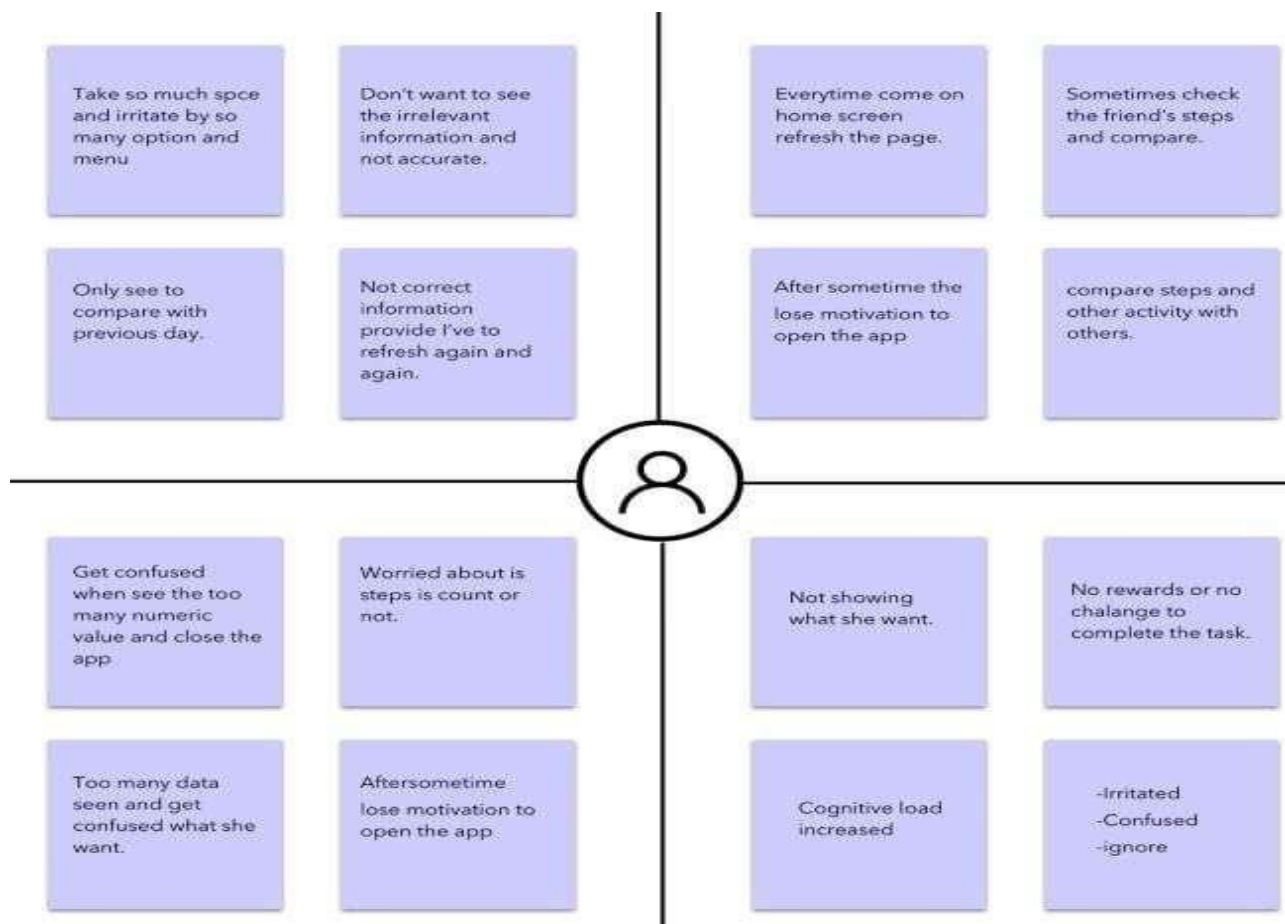 Take so much spce
and irritate by so
many option and
menu
Don't want to see
the irrelevant
information and
not accurate.
Only see to
compare with
previous day.
Not correct
information
provide I've to
refresh again and
again.
Everytime come on
home screen
refresh the page.
Sometimes check
the friend's steps
and compare.
After sometime the
lose motivation to
open the app
compare steps and
other activity with
others.
Get confused
when see the too
many numeric
value and close the
app
Worried about is
steps is count or
not.
Too many data
seen and get
confused what she
want.
Aftersometime
lose motivation to
open the app
Not showing
what she want.
No rewards or no
chalange to
complete the task.
Cognitive load
increased
-Irritated
-Confused
-ignore